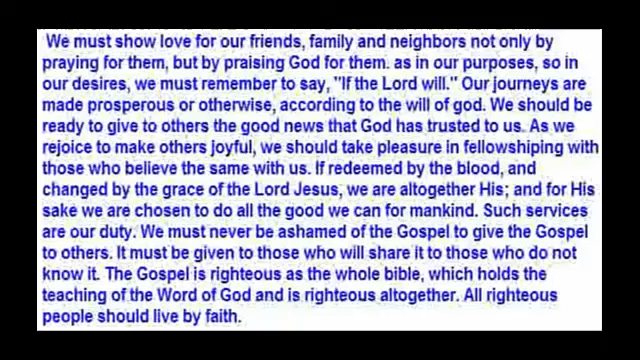 We must show love for our friends, family and neighbors not only by
praying for them, but by praising God for them. as in our purposes, so in
our desires, we must remember to say, "If the Lord will." Our journeys are
made prosperous or otherwise, according to the will of god. We should be
ready to give to others the good news that God has trusted to us. As we
rejoice to make others joyful, we should take pleasure in fellowshiping with
those who believe the same with us. If redeemed by the blood, and
changed by the grace of the Lord Jesus, we are altogether His; and for His
sake we are chosen to do all the good we can for mankind. Such services
are our duty. We must never be ashamed of the Gospel to give the Gospel
to others. It must be given to those who will share it to those who do not
know it. The Gospel is righteous as the whole bible, which holds the
teaching of the Word of God and is righteous altogether. All righteous
people should live by faith.